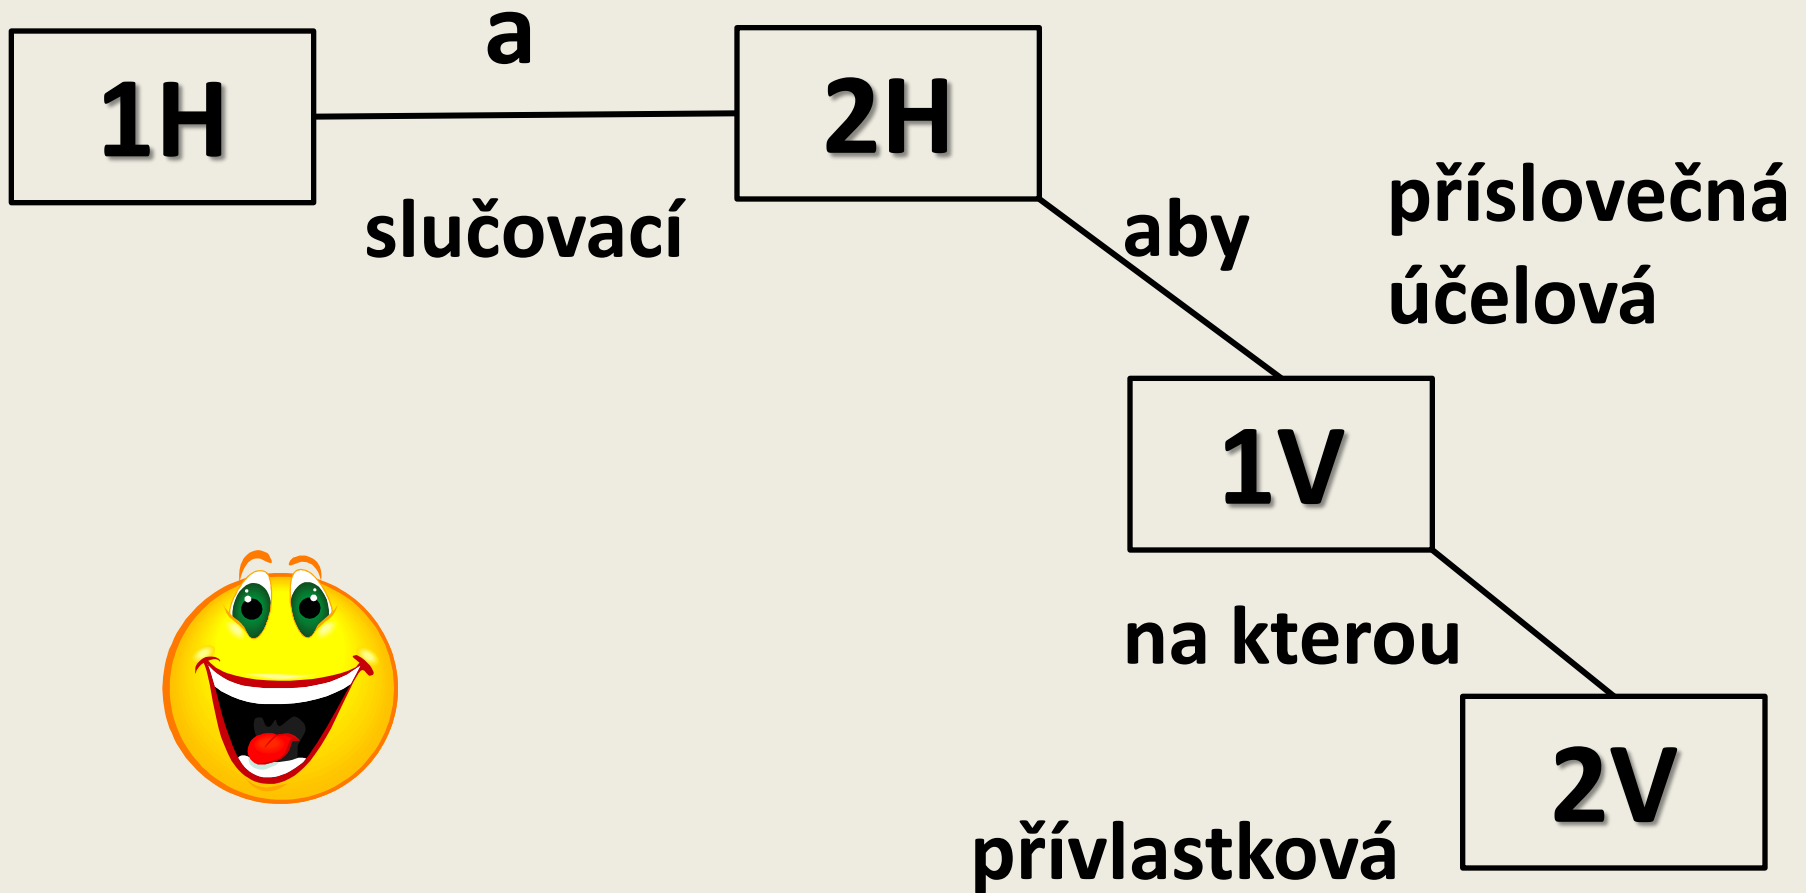 a
1H
2H
slučovací
aby
příslovečná
účelová
1V
na kterou
2V
přívlastková